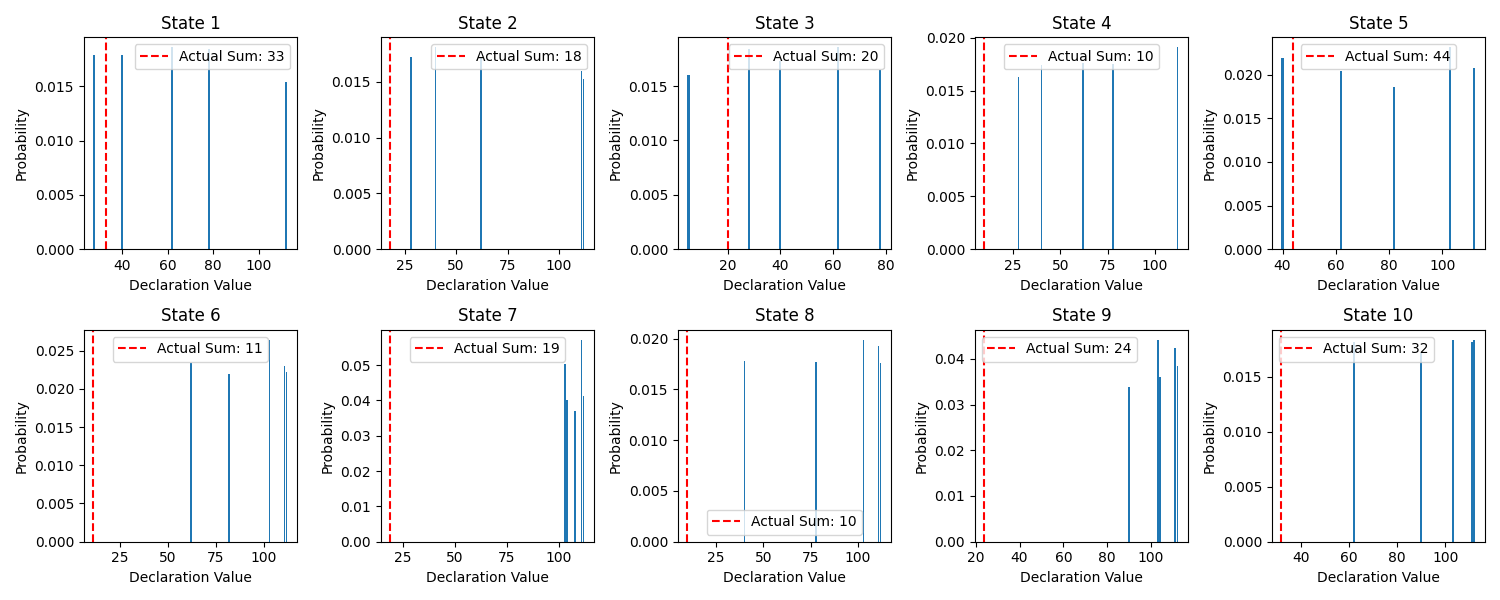 State 1
State 2
State 3
State 4
State 5
Actual Sum: 33
Actual Sum: 18
Actual Sum: 20
Actual Sum: 10
Actual Sum: 44
Probability
0.015
0.010
0.005
0.000
40 60 80 100
Declaration Value
Probability
0.015
0.010
0.005
0.000
25 50 75 100
Declaration Value
Probability
0.015
0.010
0.005
0.000
20 40 60 80
Declaration Value
Probability
0.020
0.015
0.010
0.005
0.000
25 50 75 100
Declaration Value
Probability
0.020
0.015
0.010
0.005
0.000
40 60 80 100
Declaration Value
State 6
State 7
State 8
State 9
State 10
Actual Sum: 11
Actual Sum: 19
Actual Sum: 10
Actual Sum: 24
Actual Sum: 32
Probability
0.025
0.020
0.015
0.010
0.005
0.000
25 50 75 100
Declaration Value
Probability
0.05
0.04
0.03
0.02
0.01
0.00
25 50 75 100
Declaration Value
Probability
0.020
0.015
0.010
0.005
0.000
25 50 75 100
Declaration Value
Probability
0.04
0.03
0.02
0.01
0.00
20 40 60 80 100
Declaration Value
Probability
0.015
0.010
0.005
0.000
40 60 80 100
Declaration Value